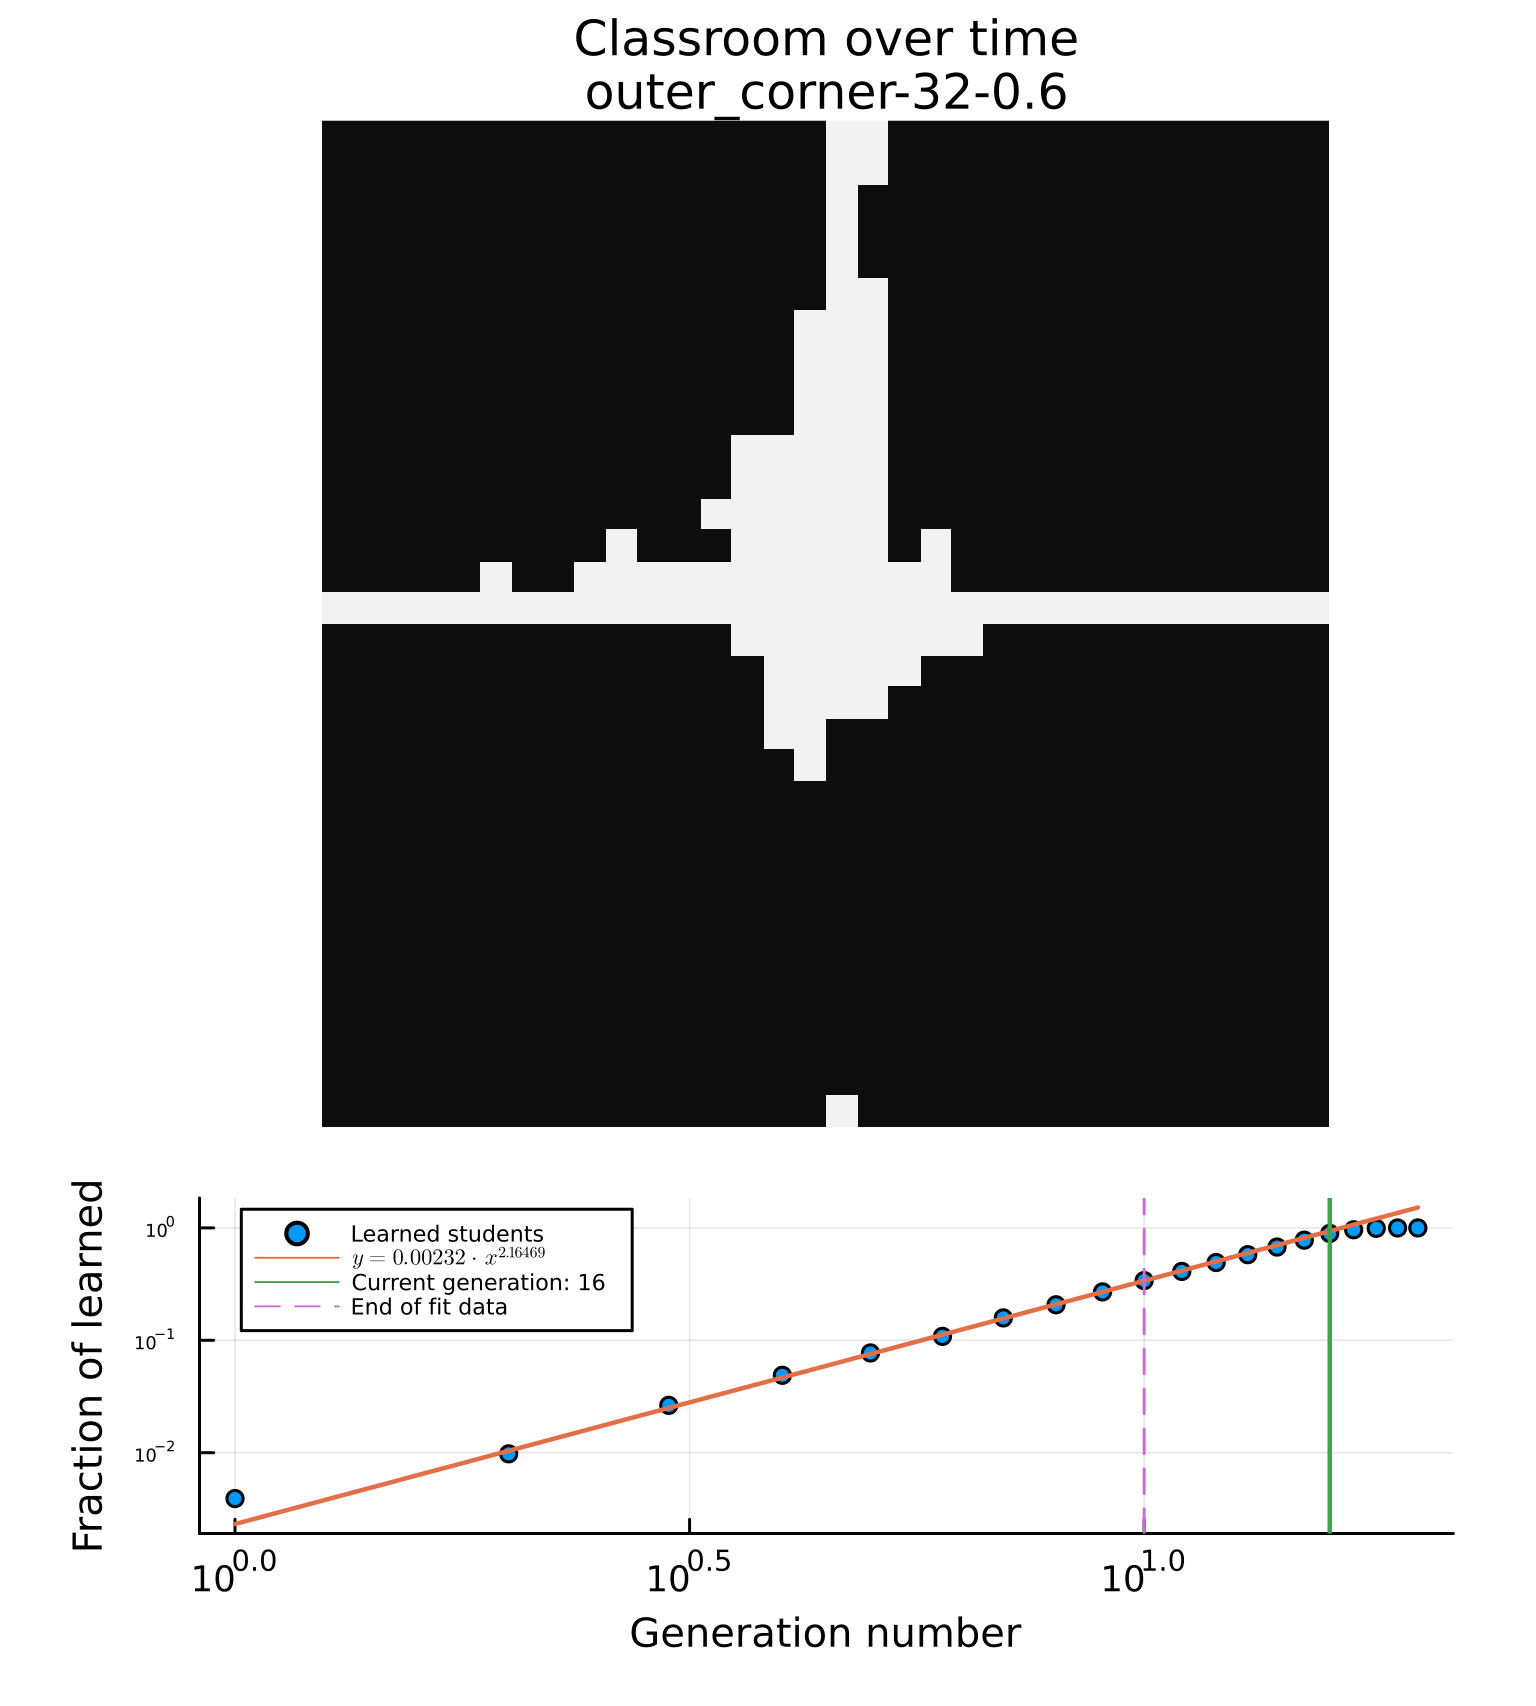 Classroom over time
outer_corner-32-0.6
Fraction of learned
10^0
10^-1
10^-2
Learned students
y = 0.00232 · x^2.16469
Current generation: 16
End of fit data
10^0.0
10^0.5
10^1.0
Generation number